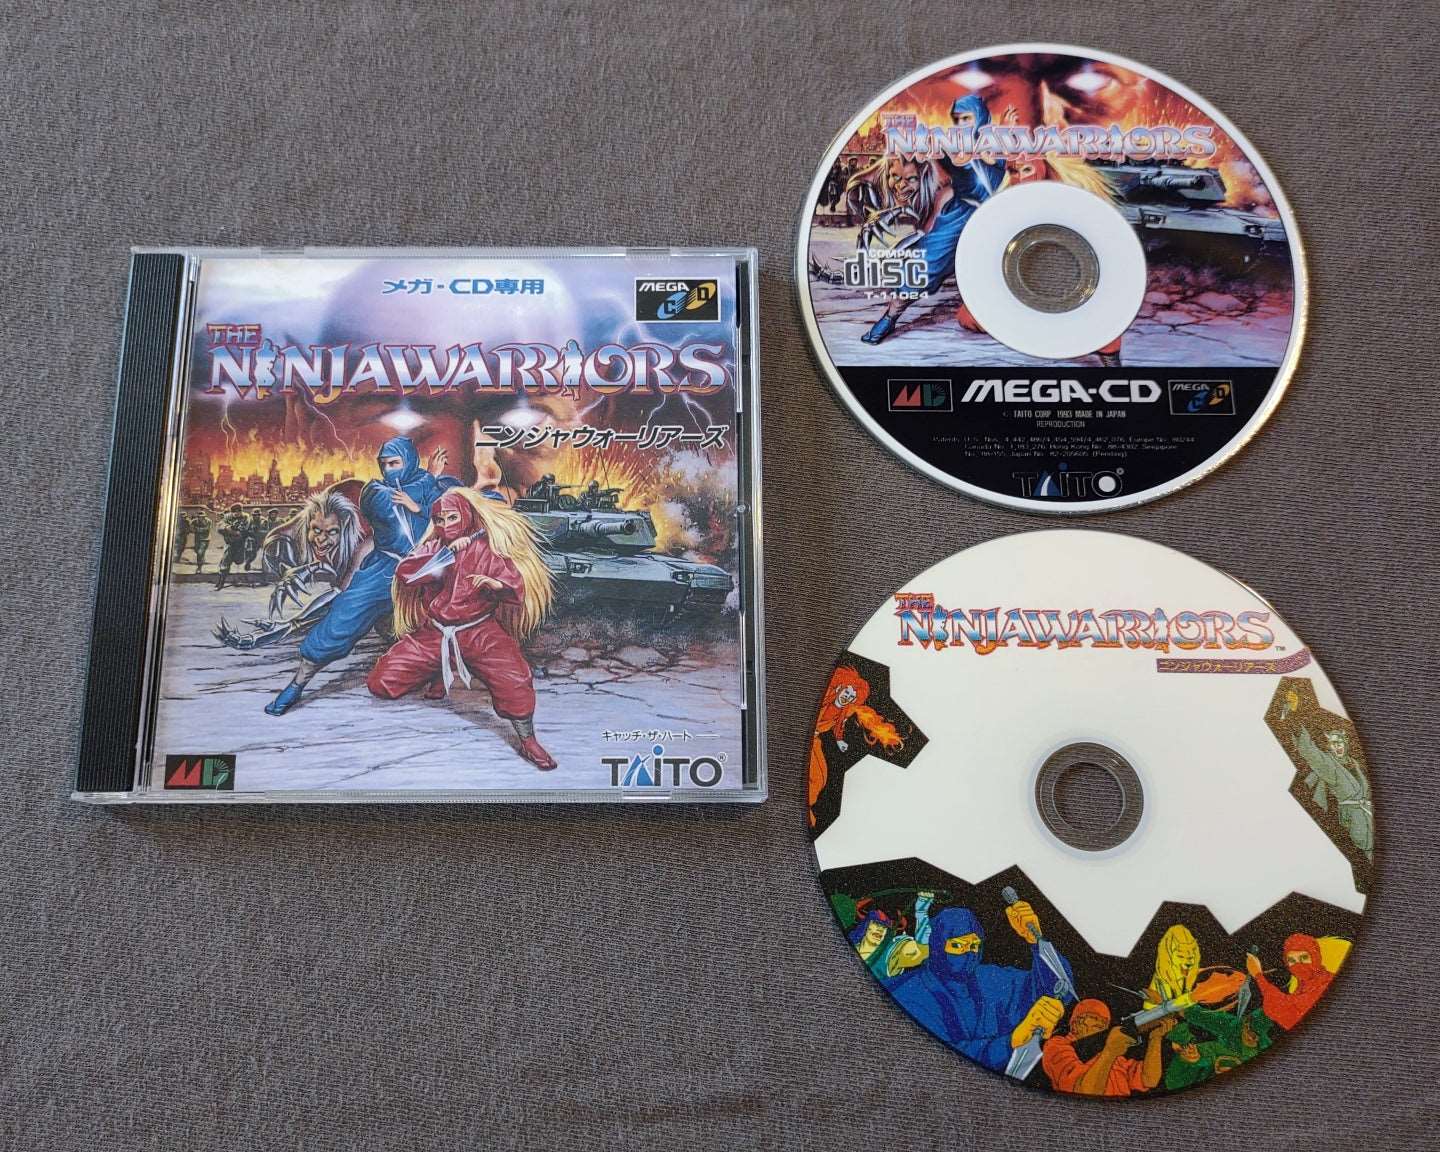 メガ-CD専用
MEGA CD
THE
NINJAWARRIORS
ニンジャウォーリアーズ
キャッチ・ザ・ハート
TAITO®
MD
THE
NINJAWARRIORS
COMPACT
disc
T-11024
MD
MEGA-CD
MEGA CD
© TAITO CORP 1993 MADE IN JAPAN
REPRODUCTION
TAITO®
THE
NINJAWARRIORS™
ニンジャウォーリアーズ